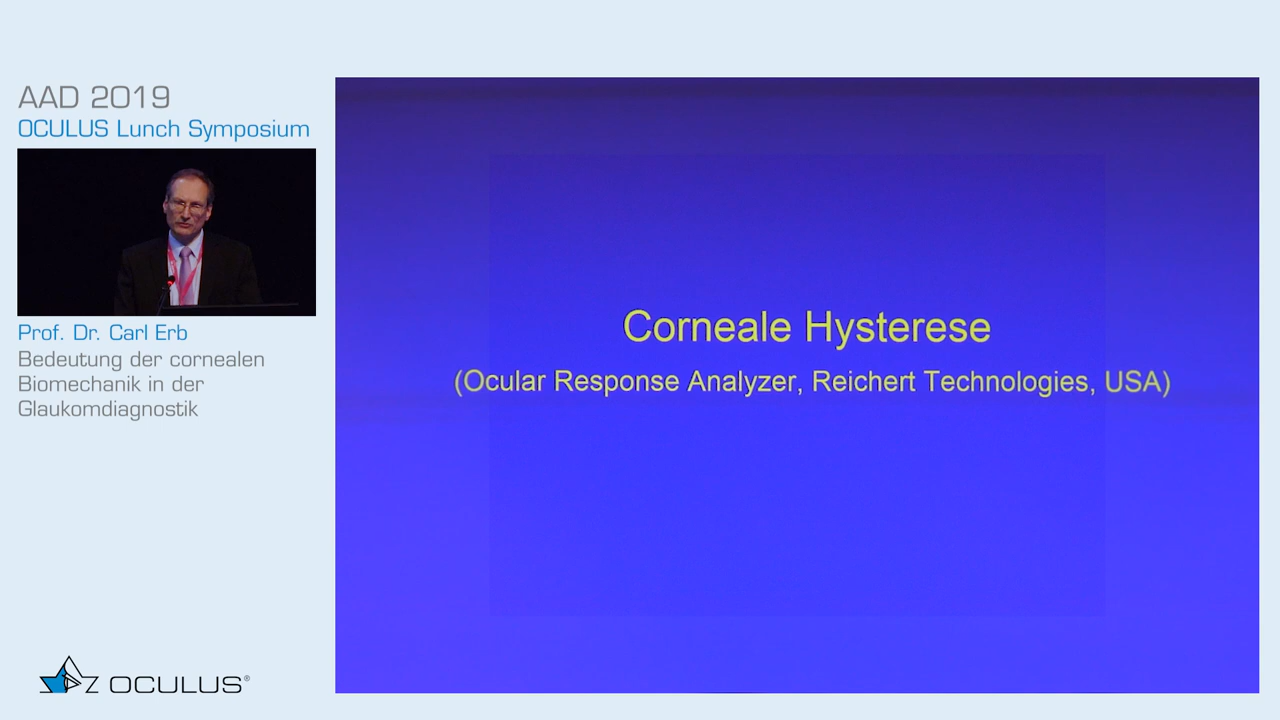 AAD 2019
OCULUS Lunch Symposium
Prof. Dr. Carl Erb
Bedeutung der cornealen
Biomechanik in der
Glaukomdiagnostik
OCULUS®
Corneale Hysterese
(Ocular Response Analyzer, Reichert Technologies, USA)